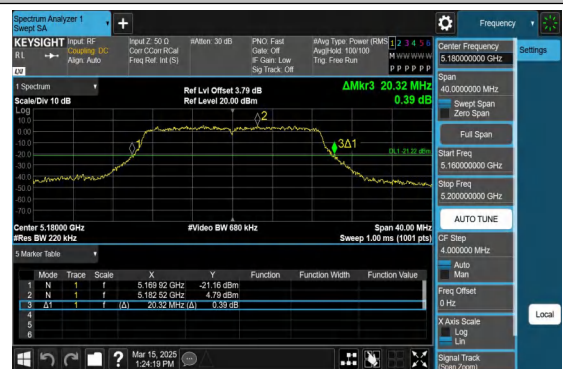 Spectrum Analyzer 1
Swept SA
+
Frequency
KEYSIGHT Input: RF Input Z: 50 Ω #Atten: 30 dB PNO: Fast #Avg Type: Power (RMS 1 2 3 4 5 6
RL Coupling: DC Corr CCorr RCal Gate: Off Avg|Hold: 100/100 M W W W W W
Align: Auto Freq Ref: Int (S) IF Gain: Low Trig: Free Run
Sig Track: Off P P P P P P
LXI
1 Spectrum
Ref Lvl Offset 3.79 dB
ΔMkr3 20.32 MHz
Scale/Div 10 dB
Ref Level 20.00 dBm
0.39 dB
Log
10.0
0.00
-10.0
-20.0
-30.0
-40.0
-50.0
-60.0
-70.0
1
2
3Δ1
DL1 -21.22 dBm
Center 5.18000 GHz #Video BW 680 kHz Span 40.00 MHz
#Res BW 220 kHz Sweep 1.00 ms (1001 pts)
5 Marker Table
Mode Trace Scale X Y Function Function Width Function Value
1 N 1 f 5.169 92 GHz -21.16 dBm
2 N 1 f 5.182 52 GHz 4.79 dBm
3 Δ1 1 f (Δ) 20.32 MHz (Δ) 0.39 dB
4
5
6
Mar 15, 2025
1:24:19 PM
Center Frequency
5.180000000 GHz
Span
40.0000000 MHz
Swept Span
Zero Span
Full Span
Start Freq
5.160000000 GHz
Stop Freq
5.200000000 GHz
AUTO TUNE
CF Step
4.000000 MHz
Auto
Man
Freq Offset
0 Hz
X Axis Scale
Log
Lin
Signal Track
(Span Zoom)
Settings
Local